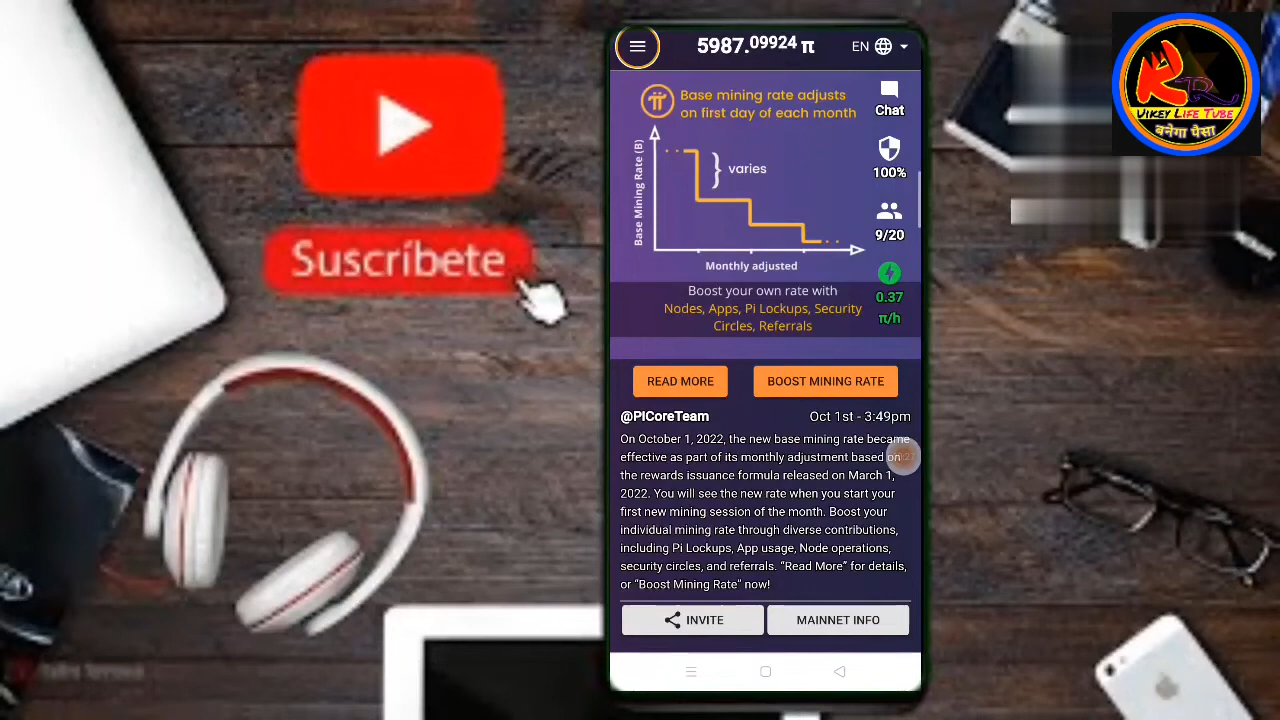 Suscríbete
5987.09924 π
EN
Base mining rate adjusts
on first day of each month
Chat
100%
9/20
0.37
π/h
Base Mining Rate (B)
varies
Monthly adjusted
Boost your own rate with
Nodes, Apps, Pi Lockups, Security
Circles, Referrals
READ MORE
BOOST MINING RATE
@PiCoreTeam
Oct 1st - 3:49pm
On October 1, 2022, the new base mining rate became
effective as part of its monthly adjustment based on
the rewards issuance formula released on March 1,
2022. You will see the new rate when you start your
first new mining session of the month. Boost your
individual mining rate through diverse contributions,
including Pi Lockups, App usage, Node operations,
security circles, and referrals. “Read More” for details,
or “Boost Mining Rate” now!
INVITE
MAINNET INFO
VIKEY LIFE TUBE
बनेगा पैसा